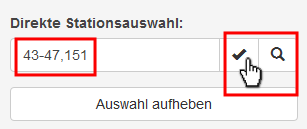 Direkte Stationsauswahl:
43-47,151
Auswahl aufheben